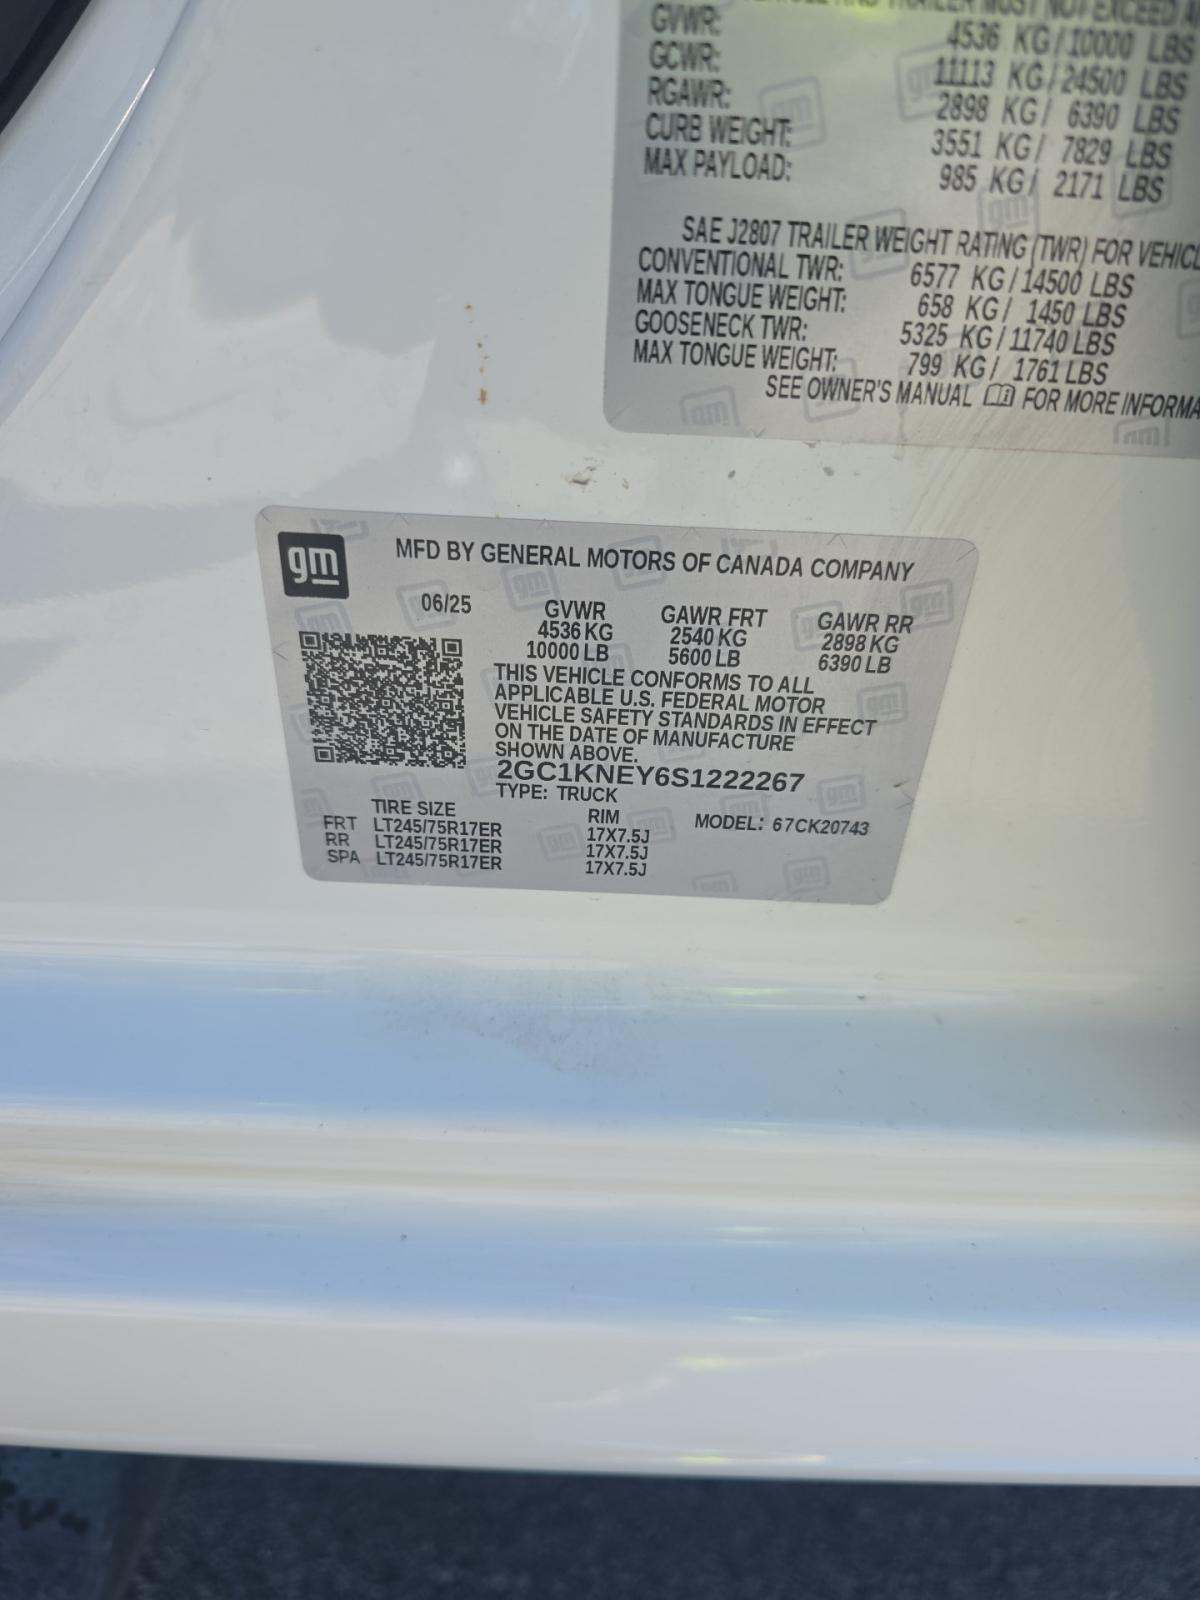 VEHICLE AND TRAILER MUST NOT EXCEED
GVWR: 4536 KG/10000 LBS
GCWR: 11113 KG/24500 LBS
RGAWR: 2898 KG/ 6390 LBS
CURB WEIGHT: 3551 KG/ 7829 LBS
MAX PAYLOAD: 985 KG/ 2171 LBS
SAE J2807 TRAILER WEIGHT RATING (TWR) FOR
CONVENTIONAL TWR: 6577 KG/14500 LBS
MAX TONGUE WEIGHT: 658 KG/ 1450 LBS
GOOSENECK TWR: 5325 KG/11740 LBS
MAX TONGUE WEIGHT: 799 KG/ 1761 LBS
SEE OWNER'S MANUAL FOR MORE
gm
MFD BY GENERAL MOTORS OF CANADA COMPANY
06/25 GVWR GAWR FRT GAWR RR
4536 KG 2540 KG 2898 KG
10000 LB 5600 LB 6390 LB
THIS VEHICLE CONFORMS TO ALL
APPLICABLE U.S. FEDERAL MOTOR
VEHICLE SAFETY STANDARDS IN EFFECT
ON THE DATE OF MANUFACTURE
SHOWN ABOVE.
2GC1KNEY6S1222267
TYPE: TRUCK
TIRE SIZE RIM MODEL: 67CK20743
FRT LT245/75R17ER 17X7.5J
RR LT245/75R17ER 17X7.5J
SPA LT245/75R17ER 17X7.5J